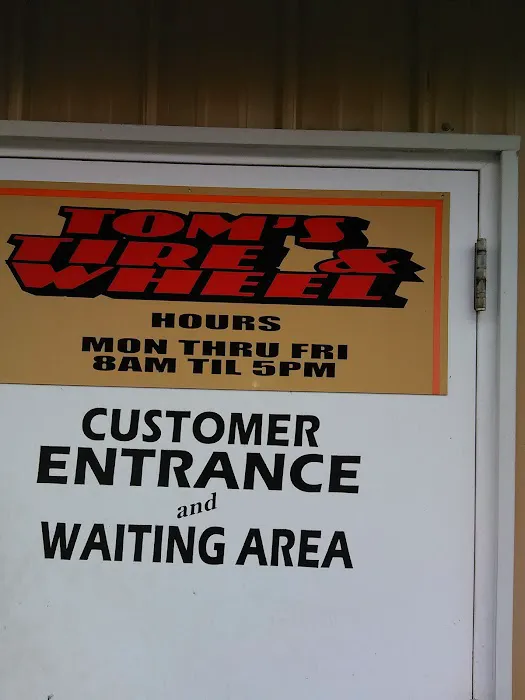 TOM'S
TIRE &
WHEEL
HOURS
MON THRU FRI
8AM TIL 5PM
CUSTOMER
ENTRANCE
and
WAITING AREA